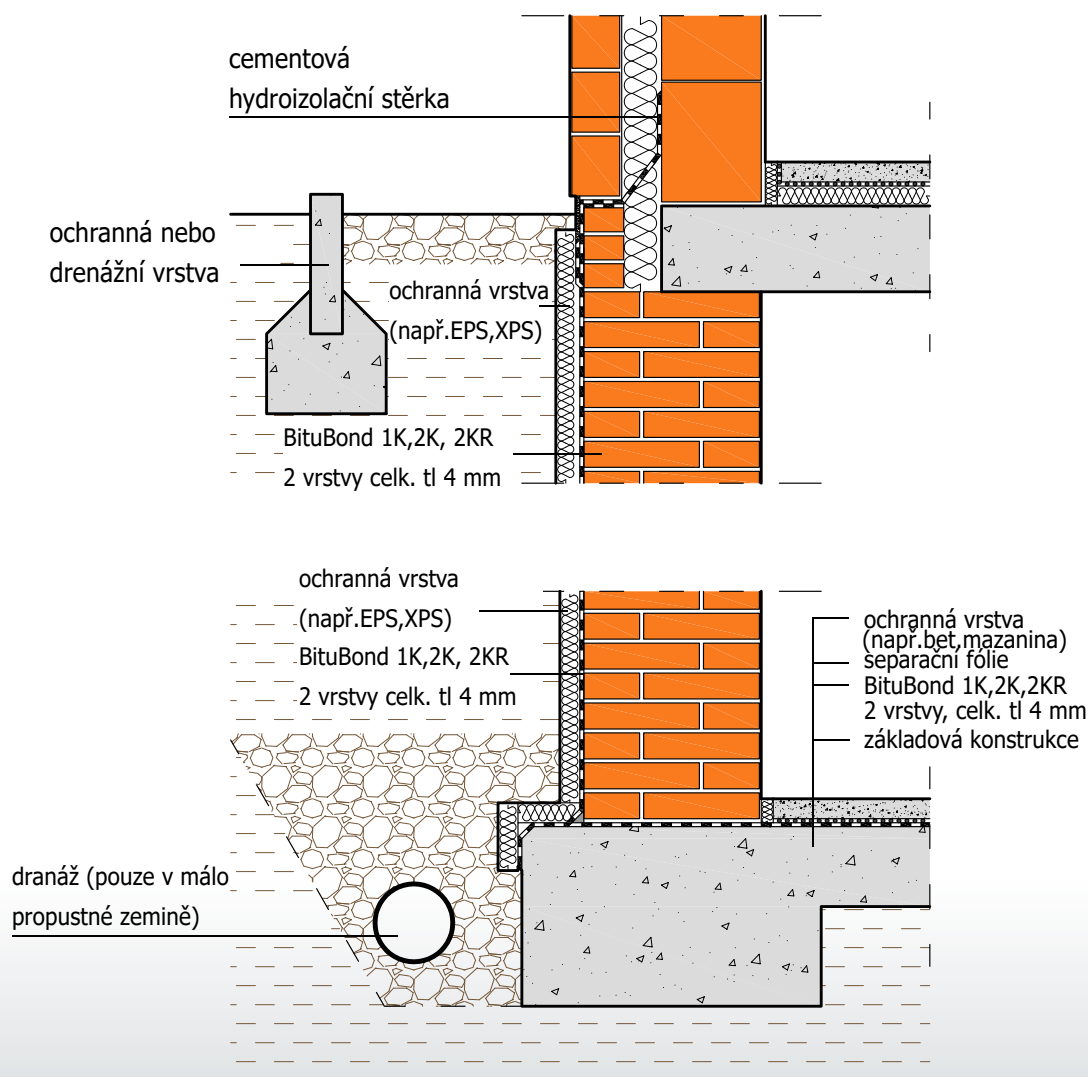 cementová
hydroizolační stěrka
ochranná nebo
drenážní vrstva
ochranná vrstva
(např.EPS,XPS)
BituBond 1K,2K, 2KR
2 vrstvy celk. tl 4 mm
ochranná vrstva
(např.EPS,XPS)
BituBond 1K,2K, 2KR
2 vrstvy celk. tl 4 mm
ochranná vrstva
(např.bet,mazanina)
separační fólie
BituBond 1K,2K,2KR
2 vrstvy, celk. tl 4 mm
základová konstrukce
dranáž (pouze v málo
propustné zemině)